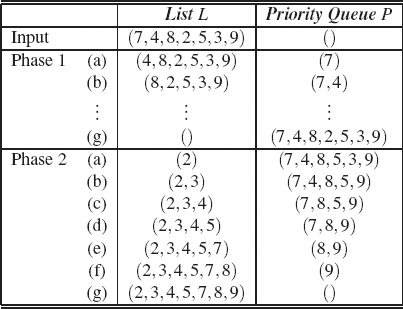 List L Priority Queue P
Input (7,4,8,2,5,3,9) ()
Phase 1 (a) (4,8,2,5,3,9) (7)
(b) (8,2,5,3,9) (7,4)
⋮ ⋮ ⋮
(g) () (7,4,8,2,5,3,9)
Phase 2 (a) (2) (7,4,8,5,3,9)
(b) (2,3) (7,4,8,5,9)
(c) (2,3,4) (7,8,5,9)
(d) (2,3,4,5) (7,8,9)
(e) (2,3,4,5,7) (8,9)
(f) (2,3,4,5,7,8) (9)
(g) (2,3,4,5,7,8,9) ()